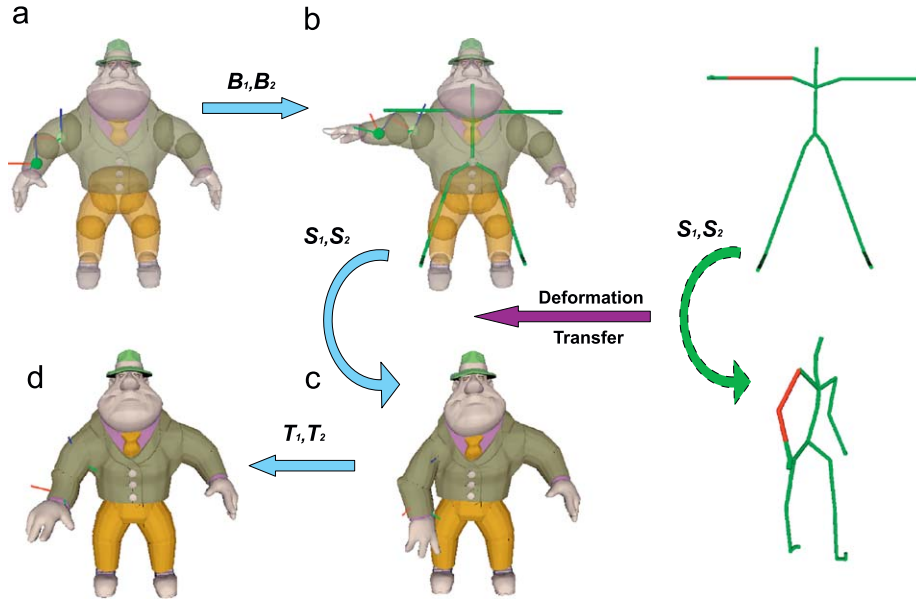 a
b
B1,B2
S1,S2
S1,S2
Deformation
Transfer
d
c
T1,T2